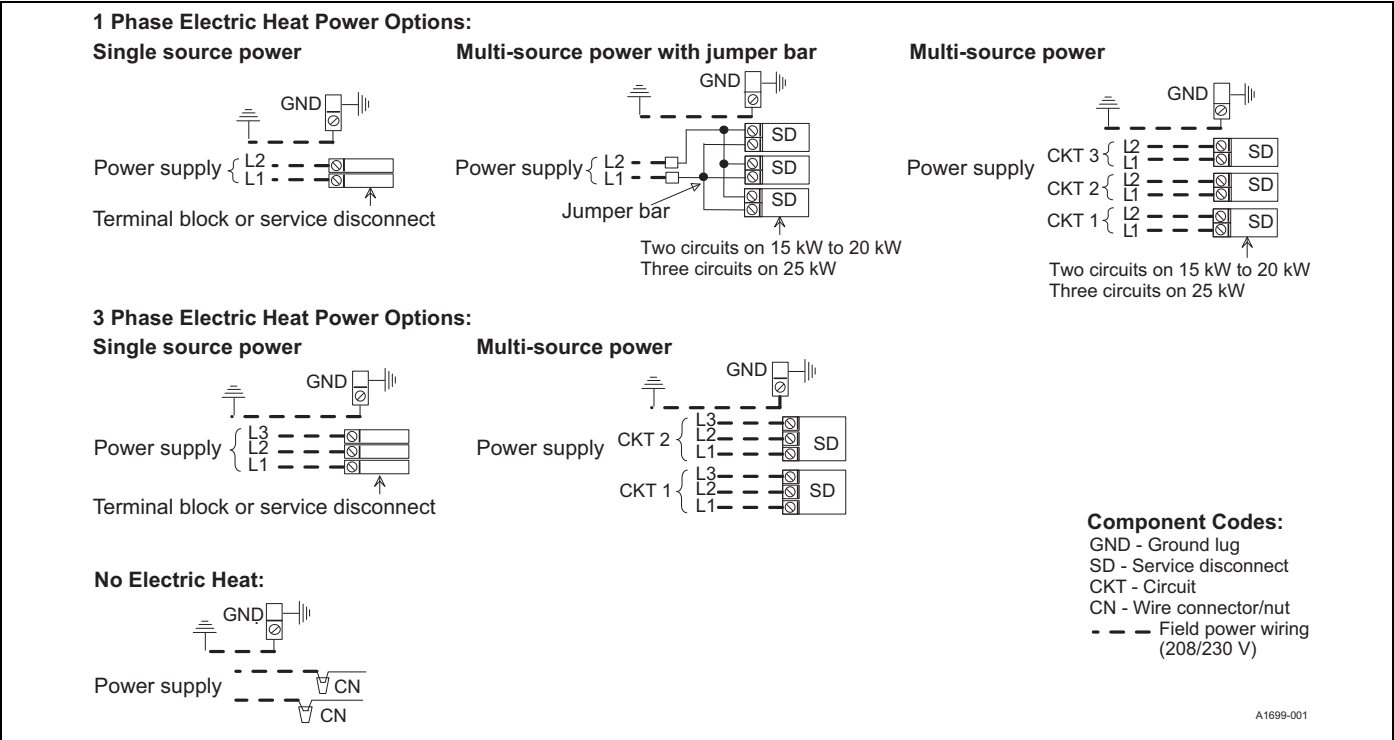 1 Phase Electric Heat Power Options:
Single source power
GND
Power supply
L2
L1
Terminal block or service disconnect
Multi-source power with jumper bar
GND
SD
Power supply
L2
L1
SD
Jumper bar
SD
Two circuits on 15 kW to 20 kW
Three circuits on 25 kW
Multi-source power
GND
Power supply
CKT 3
L2
L1
SD
CKT 2
L2
L1
SD
CKT 1
L2
L1
SD
Two circuits on 15 kW to 20 kW
Three circuits on 25 kW
3 Phase Electric Heat Power Options:
Single source power
GND
Power supply
L3
L2
L1
Terminal block or service disconnect
Multi-source power
GND
Power supply
CKT 2
L3
L2
L1
SD
CKT 1
L3
L2
L1
SD
No Electric Heat:
GND
Power supply
CN
CN
Component Codes:
GND - Ground lug
SD - Service disconnect
CKT - Circuit
CN - Wire connector/nut
Field power wiring
(208/230 V)
A1699-001